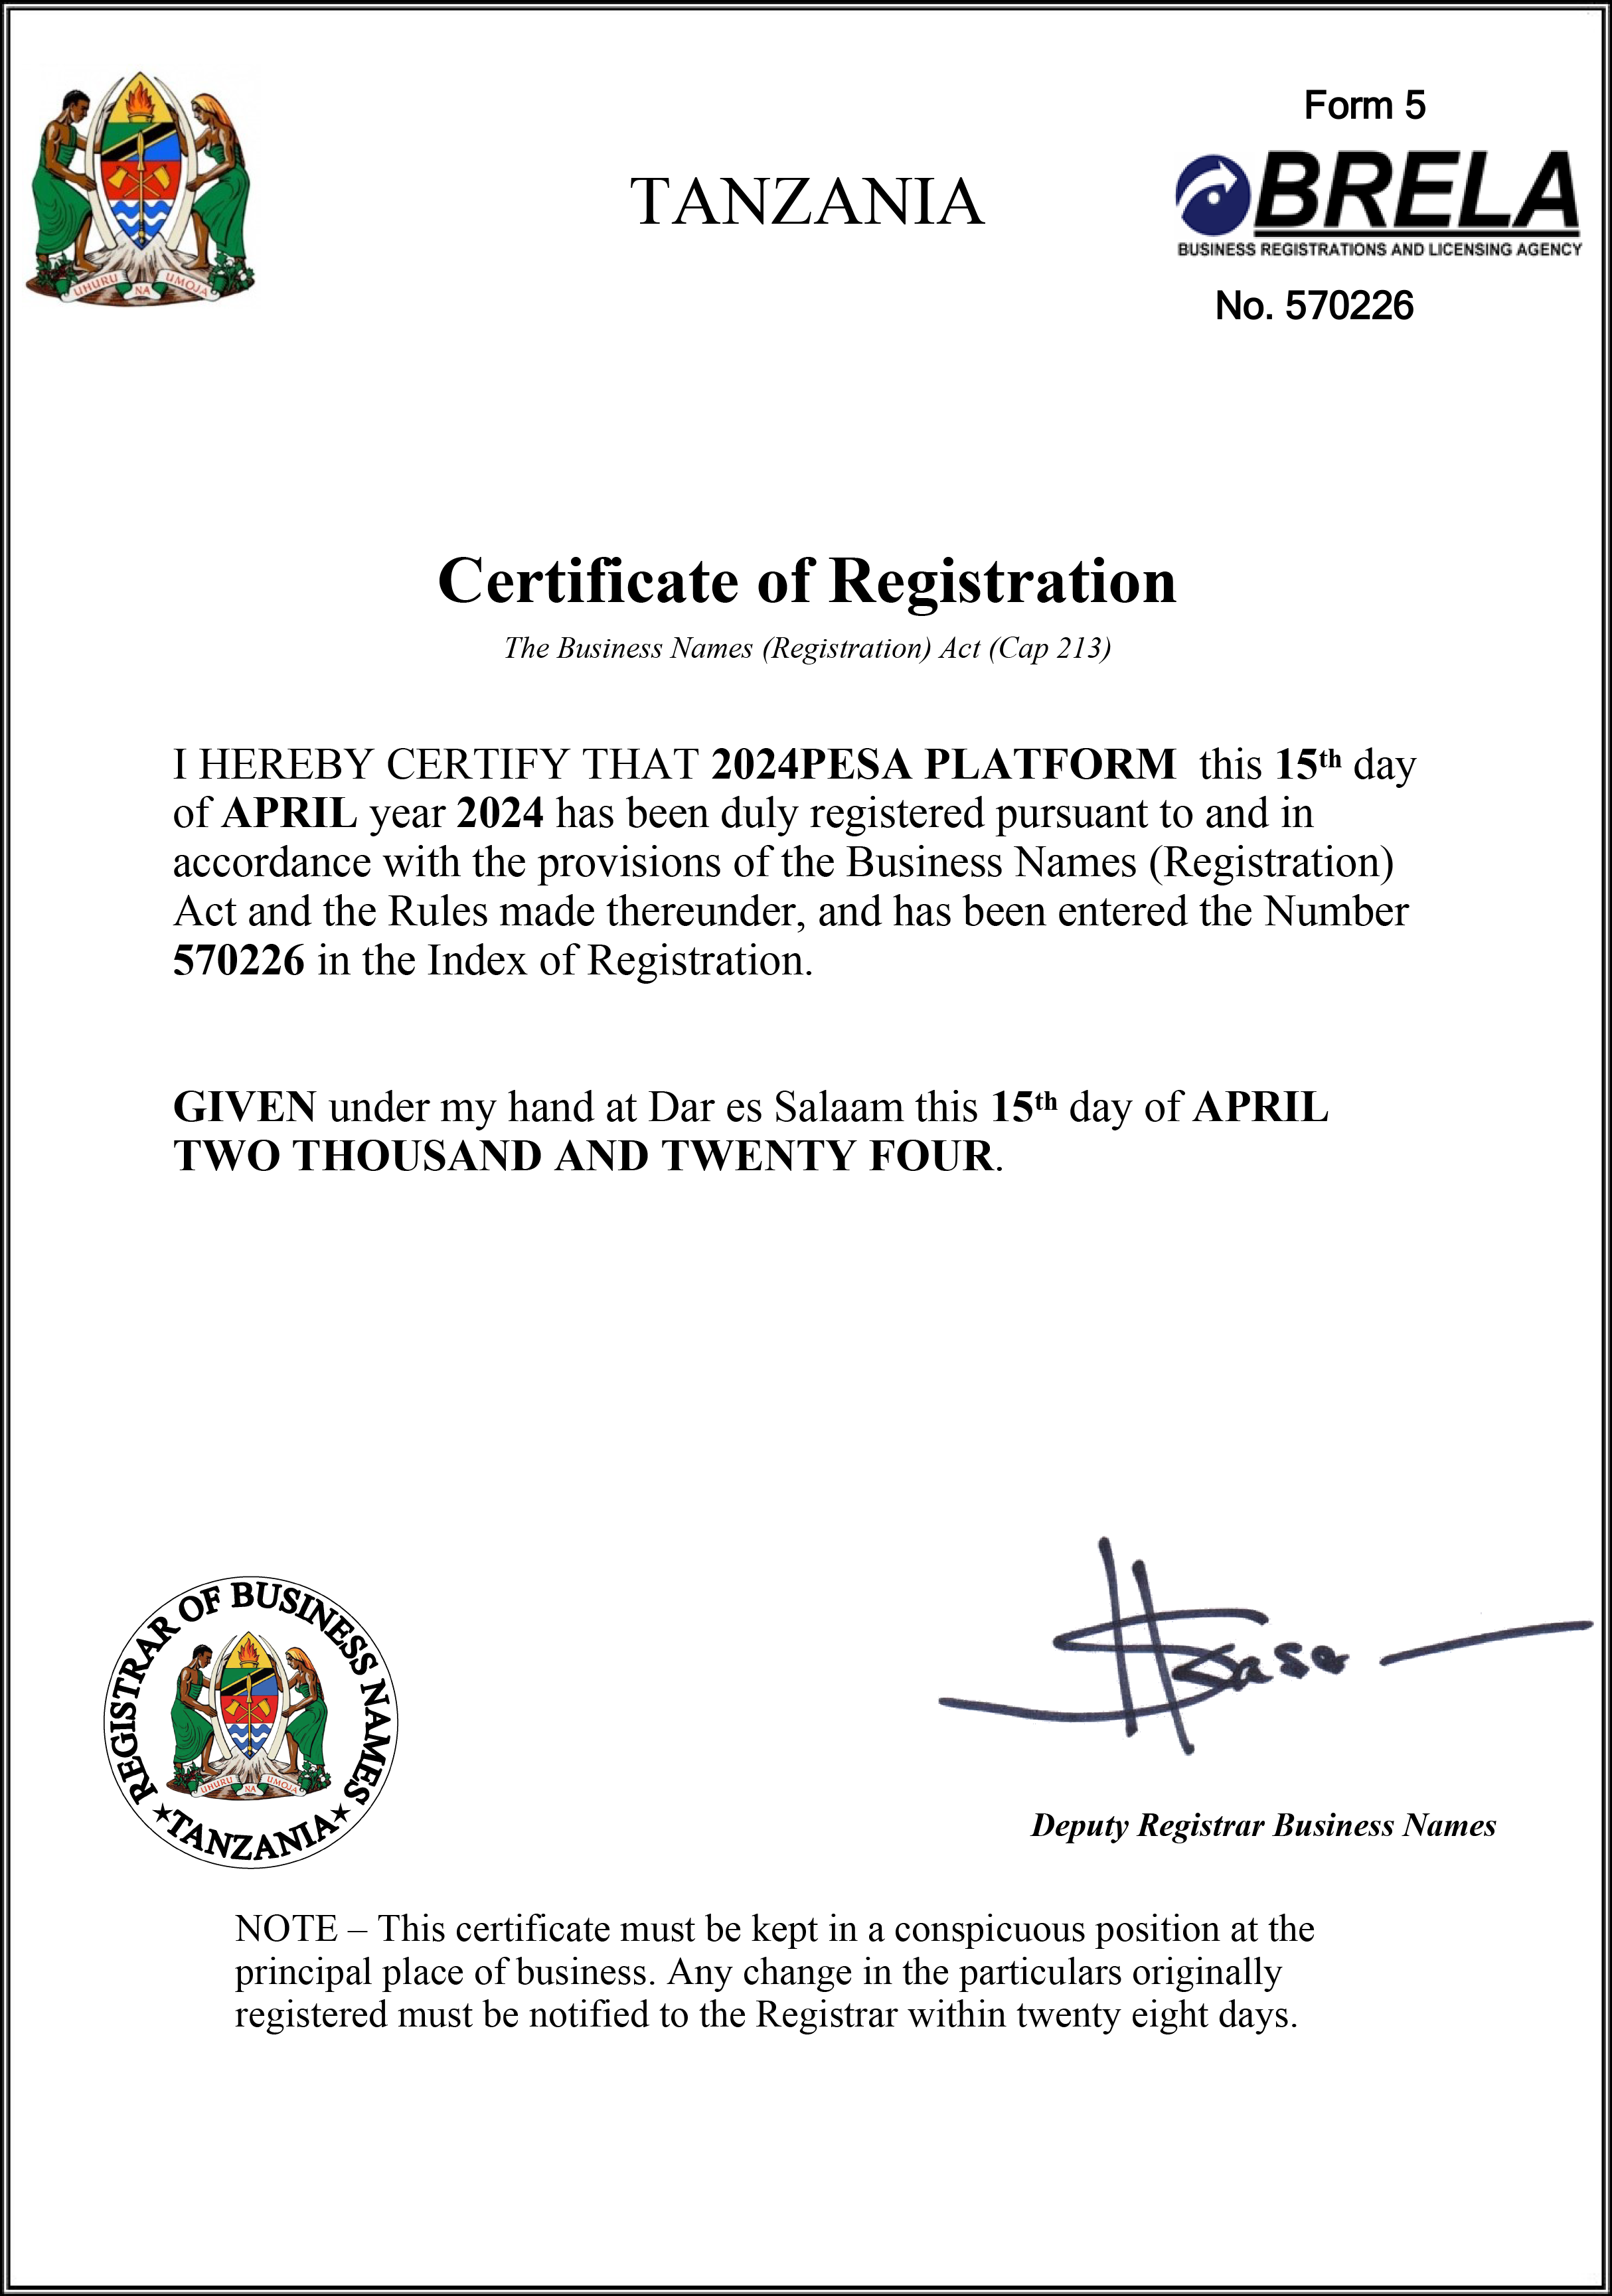 Form 5
TANZANIA
BRELA
BUSINESS REGISTRATIONS AND LICENSING AGENCY
No. 570226
UHURU NA UMOJA
Certificate of Registration
The Business Names (Registration) Act (Cap 213)
I HEREBY CERTIFY THAT 2024PESA PLATFORM this 15th day
of APRIL year 2024 has been duly registered pursuant to and in
accordance with the provisions of the Business Names (Registration)
Act and the Rules made thereunder, and has been entered the Number
570226 in the Index of Registration.
GIVEN under my hand at Dar es Salaam this 15th day of APRIL
TWO THOUSAND AND TWENTY FOUR.
REGISTRAR OF BUSINESS NAMES
UHURU NA UMOJA
★TANZANIA★
Deputy Registrar Business Names
NOTE – This certificate must be kept in a conspicuous position at the
principal place of business. Any change in the particulars originally
registered must be notified to the Registrar within twenty eight days.